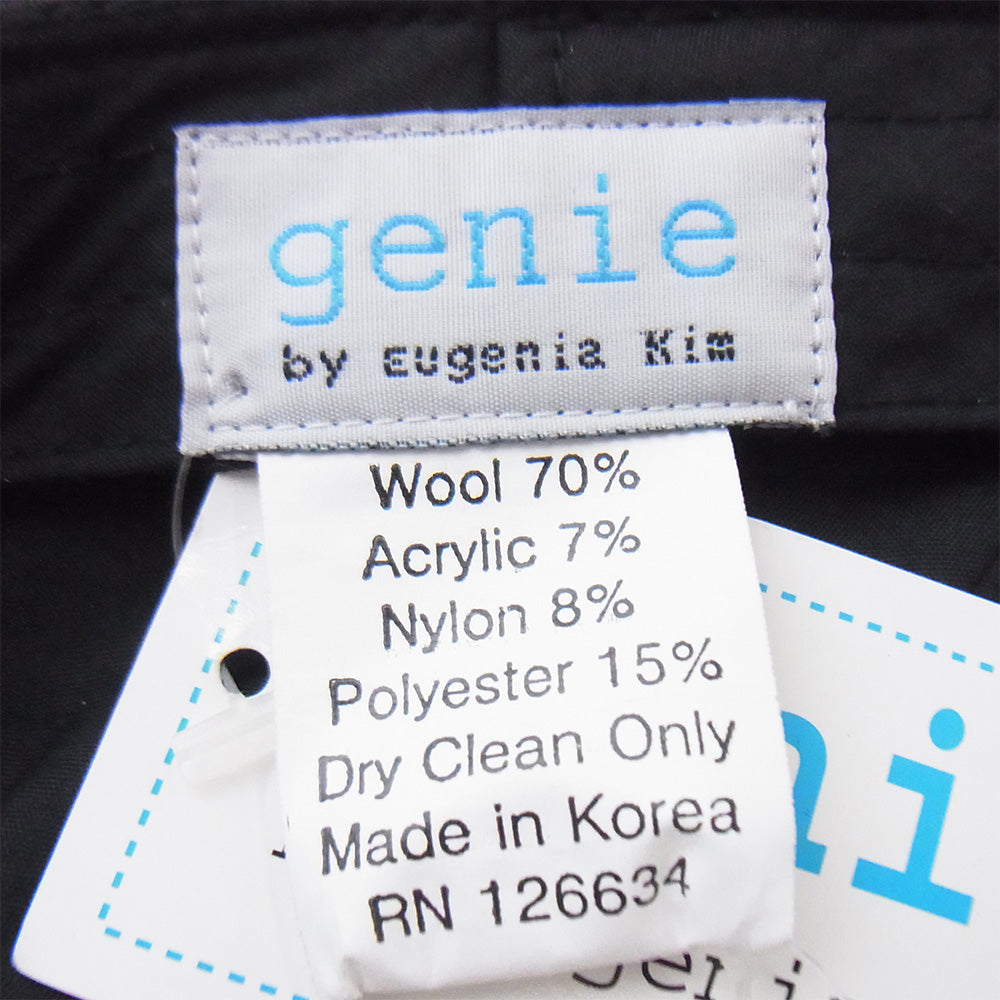 genie
by Eugenia Kim
Wool 70%
Acrylic 7%
Nylon 8%
Polyester 15%
Dry Clean Only
Made in Korea
RN 126634